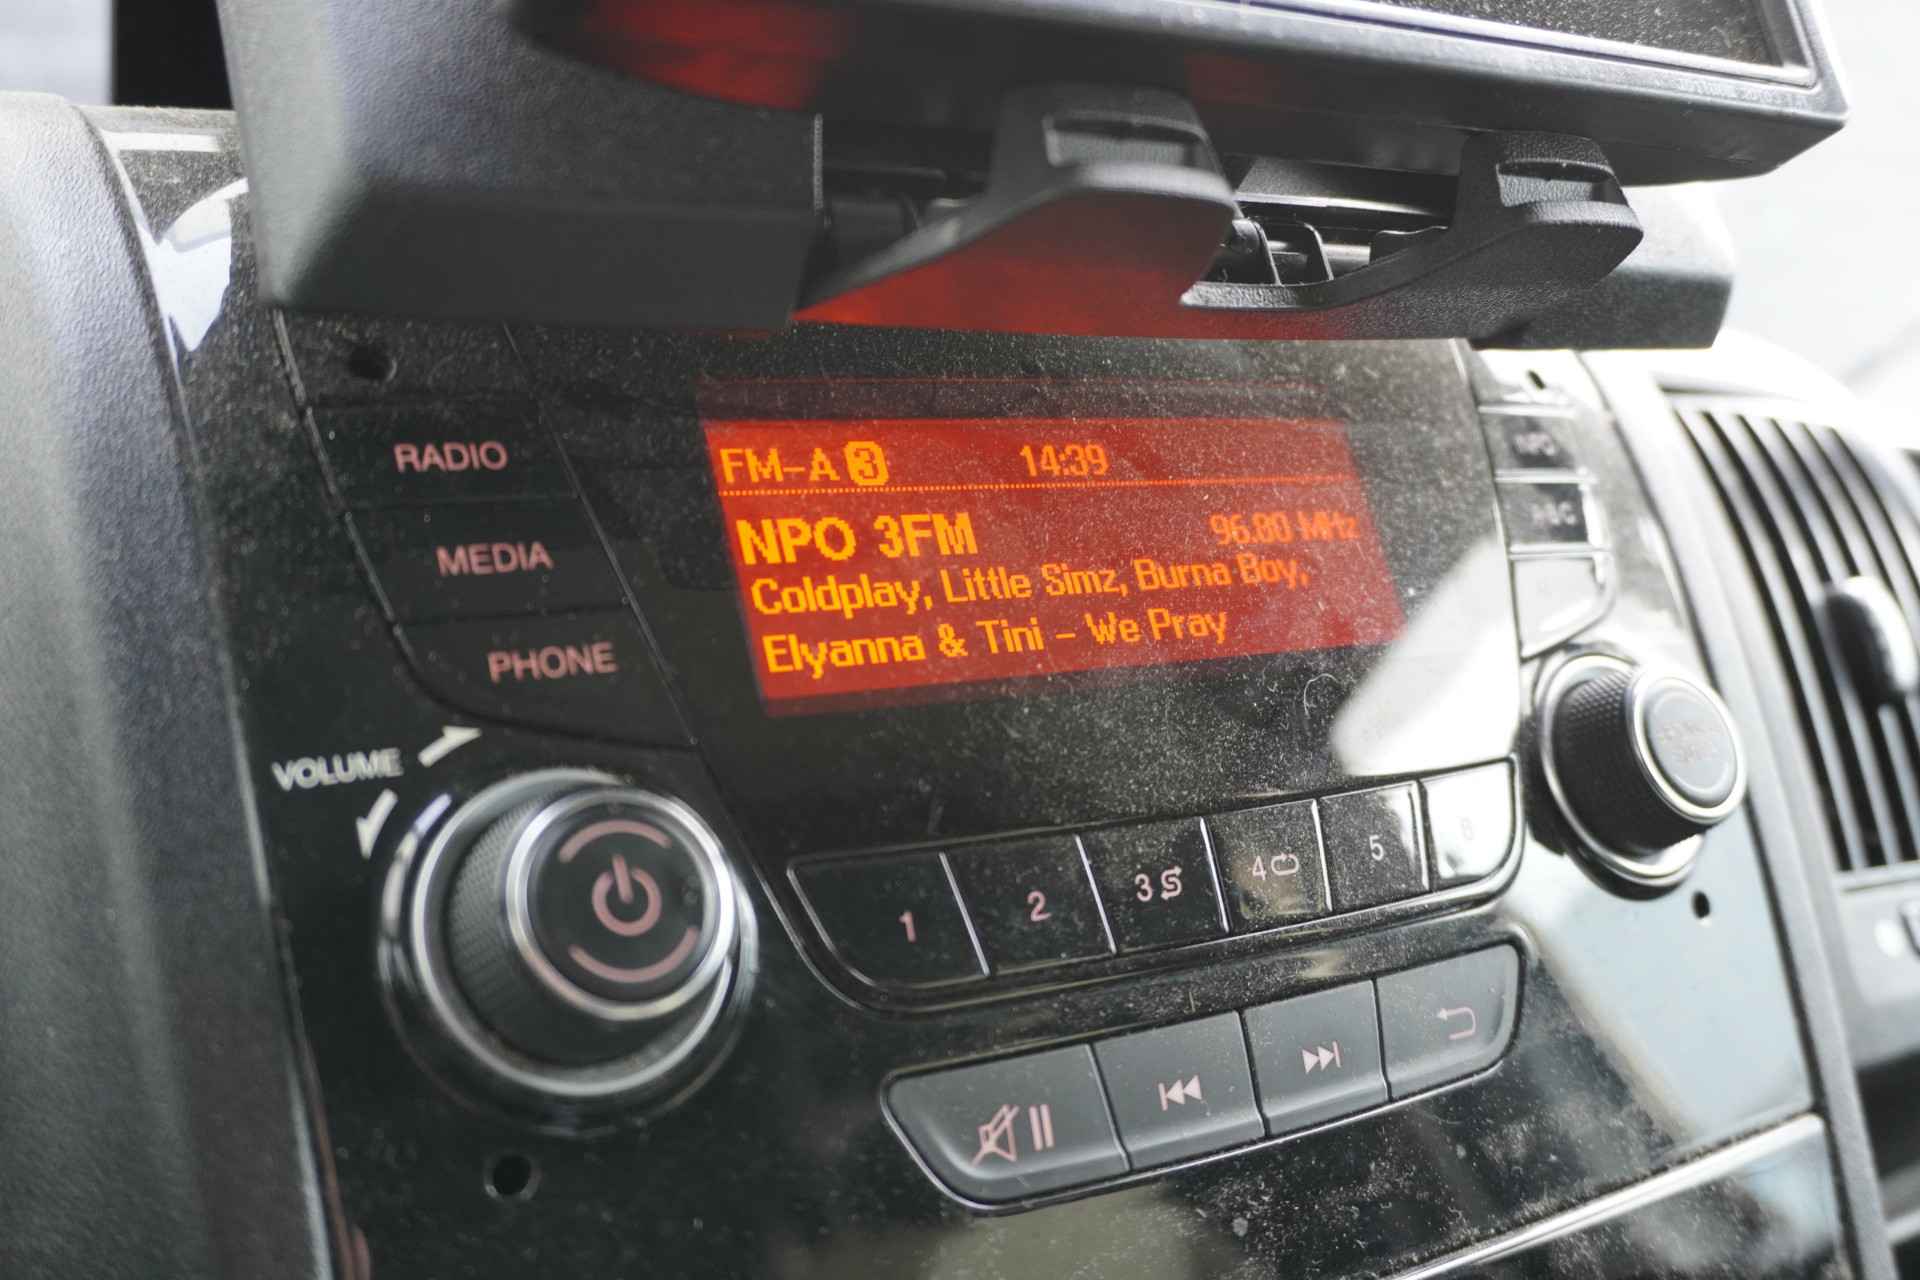 RADIO
MEDIA
PHONE
VOLUME
FM-A 3 14:39
NPO 3FM 96.80 MHz
Coldplay, Little Simz, Burna Boy,
Elyanna & Tini - We Pray
1 2 3 4 5 6